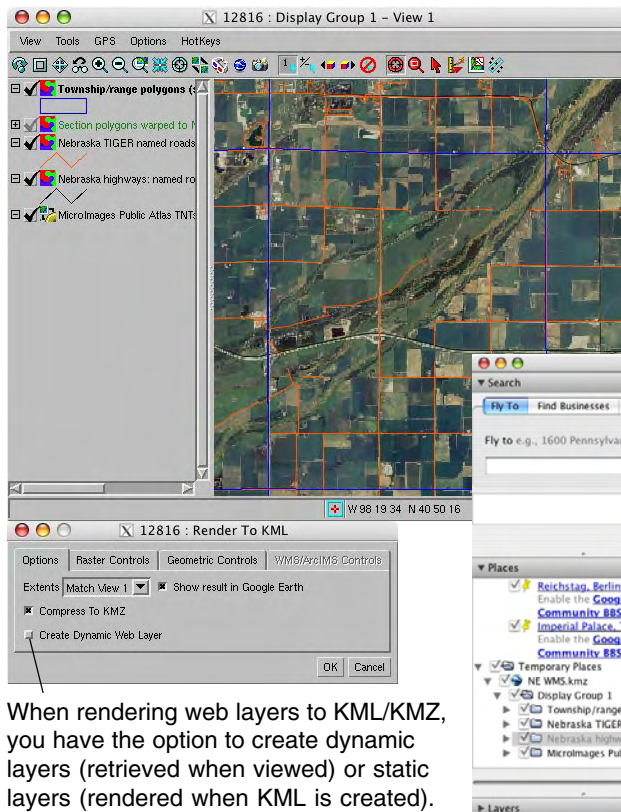 12816 : Display Group 1 - View 1
View Tools GPS Options HotKeys
Township/range polygons (
Section polygons warped to
Nebraska TIGER named roads
Nebraska highways: named ro
MicroImages Public Atlas TNTs
W 98 19 34 N 40 50 16
12816 : Render To KML
Options Raster Controls Geometric Controls WMS/ArcIMS Controls
Extents Match View 1 Show result in Google Earth
Compress To KMZ
Create Dynamic Web Layer
OK Cancel
When rendering web layers to KML/KMZ,
you have the option to create dynamic
layers (retrieved when viewed) or static
layers (rendered when KML is created).
Search
Fly To Find Businesses
Fly to e.g., 1600 Pennsylva
Places
Reichstag, Berlin
Enable the Goog
Community BBS
Imperial Palace,
Enable the Goog
Community BBS
Temporary Places
NE WMS.kmz
Display Group 1
Township/range
Nebraska TIGER
Nebraska highw
MicroImages Pu
Layers